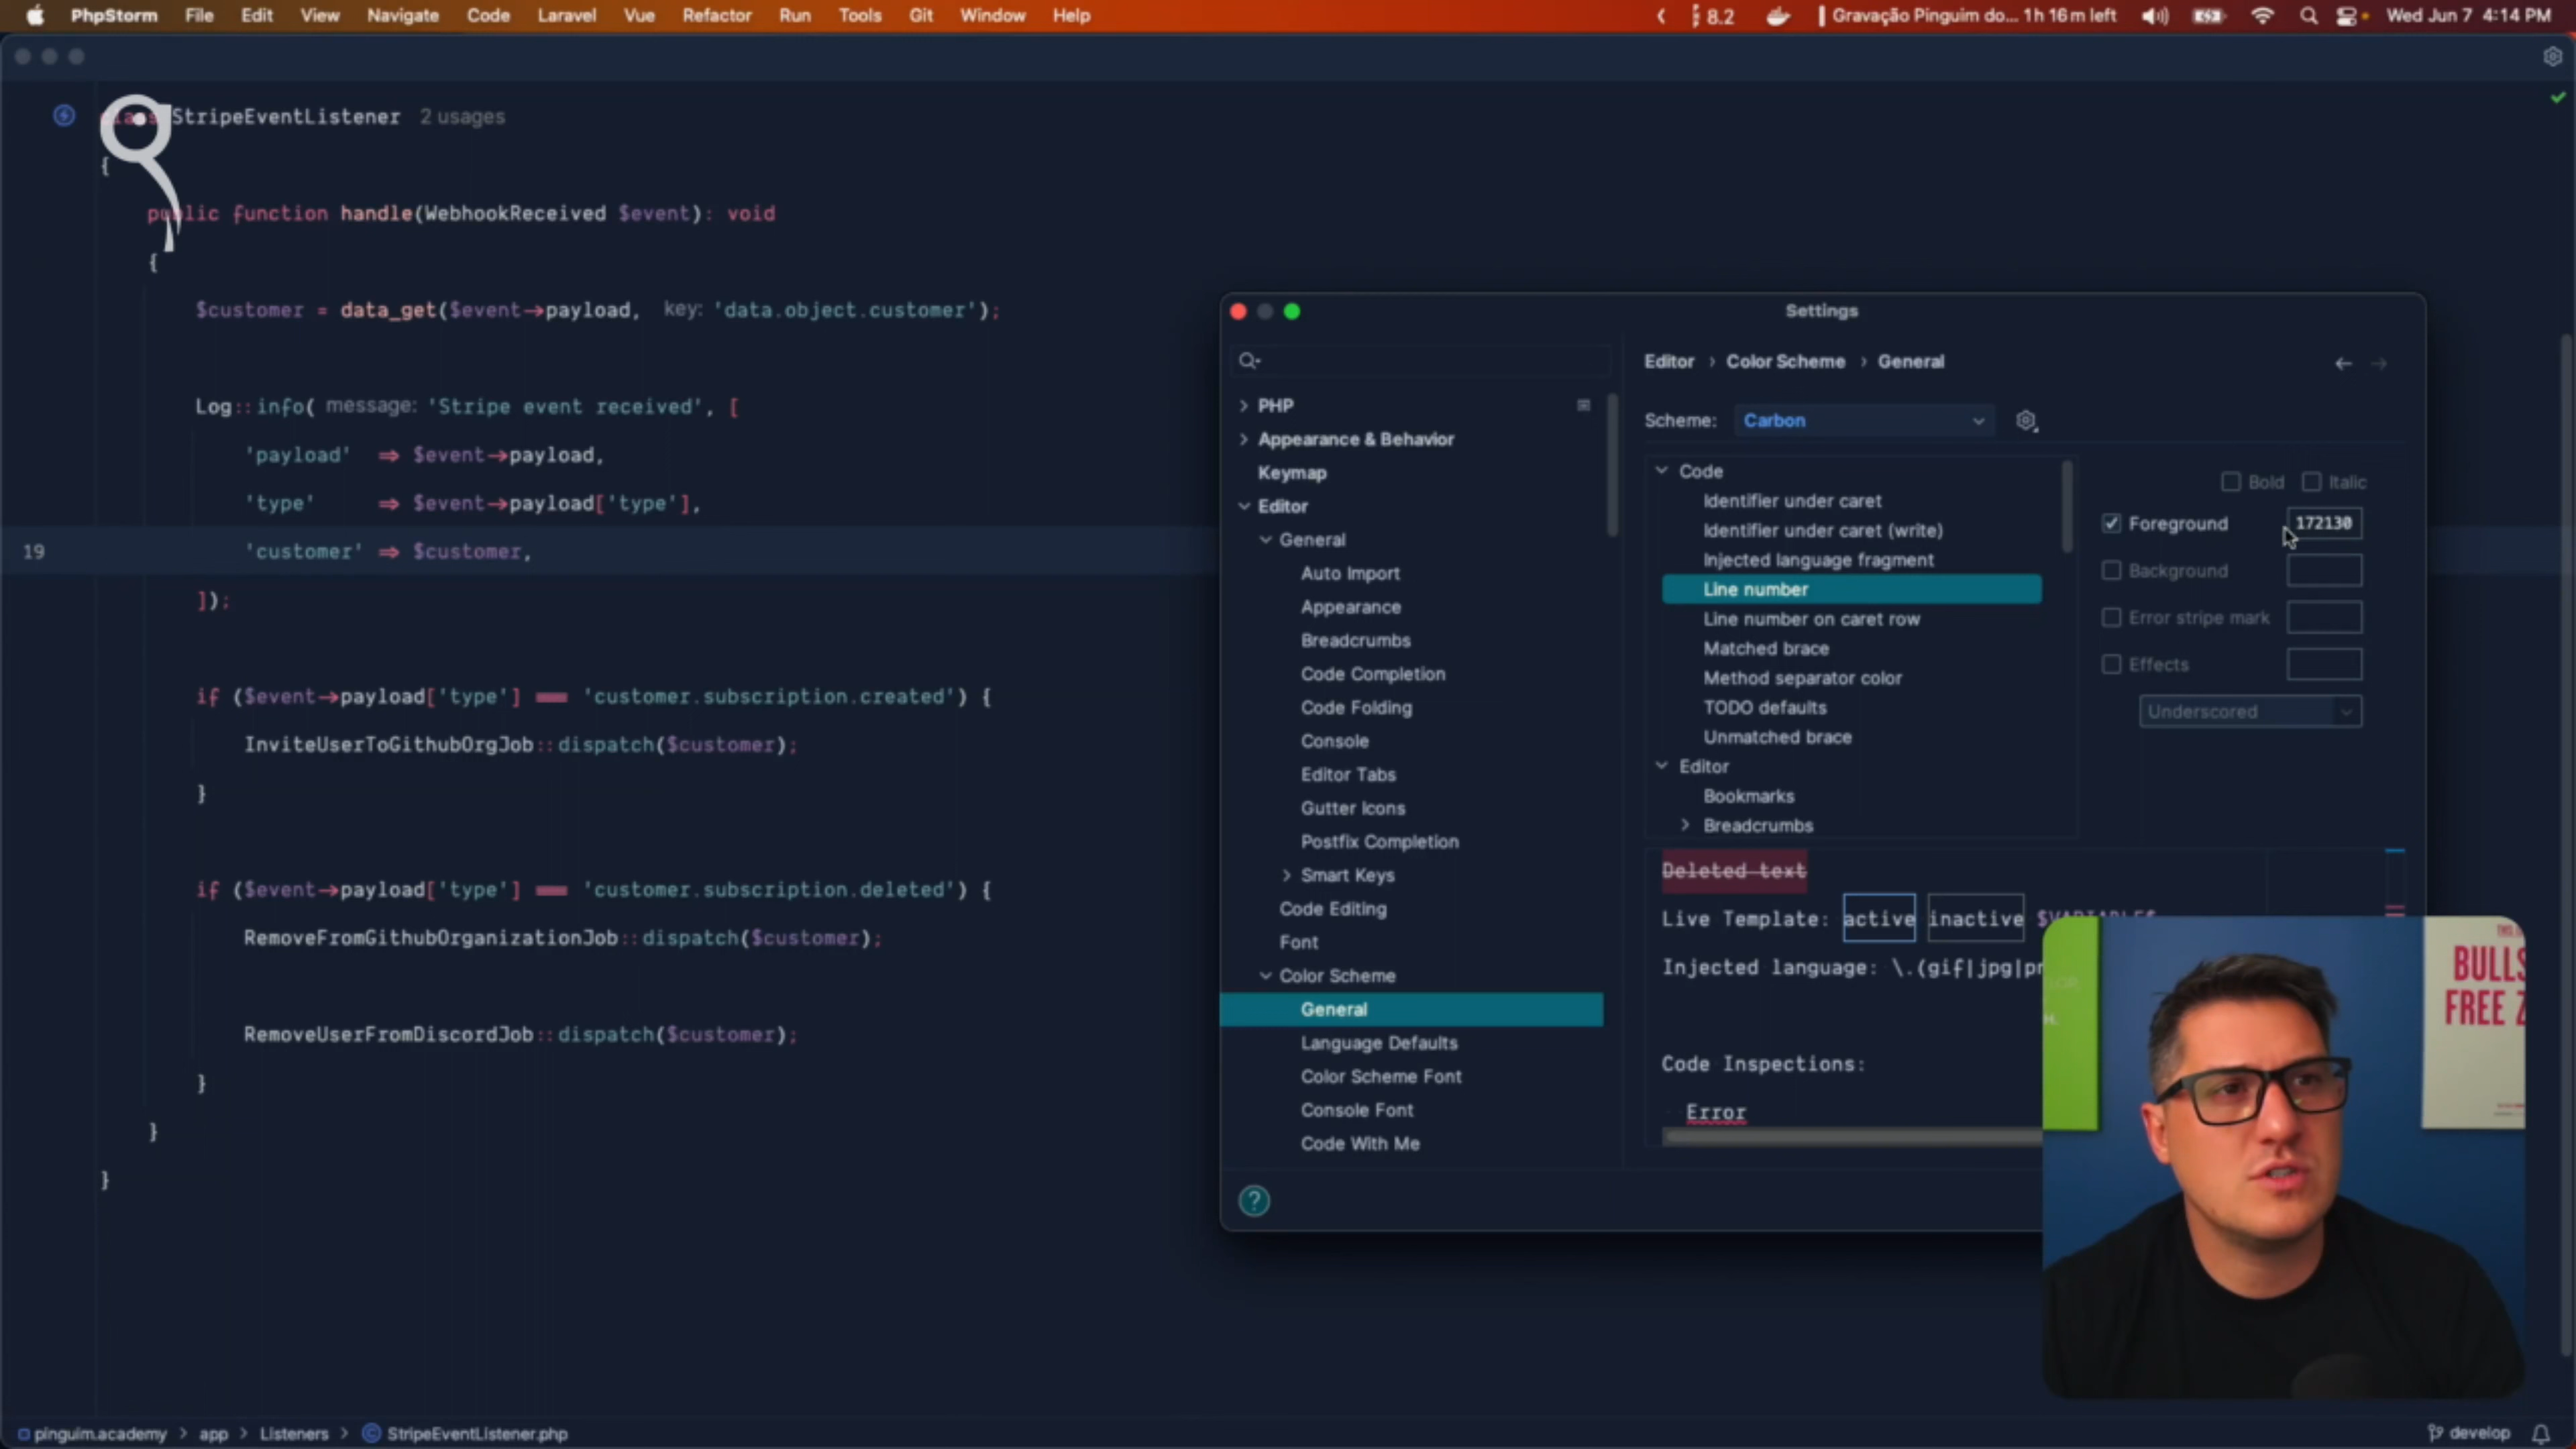 PhpStorm File Edit View Navigate Code Laravel Vue Refactor Run Tools Git Window Help
8.2 Gravação Pinguim do... 1h 16m left Wed Jun 7 4:14 PM
StripeEventListener 2 usages
{
public function handle(WebhookReceived $event): void
{
$customer = data_get($event->payload, key: 'data.object.customer');
Log::info( message: 'Stripe event received', [
'payload' => $event->payload,
'type' => $event->payload['type'],
19 'customer' => $customer,
]);
if ($event->payload['type'] === 'customer.subscription.created') {
InviteUserToGithubOrgJob::dispatch($customer);
}
if ($event->payload['type'] === 'customer.subscription.deleted') {
RemoveFromGithubOrganizationJob::dispatch($customer);
RemoveUserFromDiscordJob::dispatch($customer);
}
}
}
Settings
PHP
Appearance & Behavior
Keymap
Editor
General
Auto Import
Appearance
Breadcrumbs
Code Completion
Code Folding
Console
Editor Tabs
Gutter Icons
Postfix Completion
Smart Keys
Code Editing
Font
Color Scheme
General
Language Defaults
Color Scheme Font
Console Font
Code With Me
?
Editor › Color Scheme › General
Scheme: Carbon
Code
Identifier under caret
Identifier under caret (write)
Injected language fragment
Line number
Line number on caret row
Matched brace
Method separator color
TODO defaults
Unmatched brace
Editor
Bookmarks
Breadcrumbs
Bold Italic
Foreground 172130
Background
Error stripe mark
Effects
Underscored
Deleted text
Live Template: active inactive $VARIABLE$
Injected language: \.(gif|jpg|pr
Code Inspections:
Error
BULLS
FREE Z
pinguim.academy › app › Listeners › StripeEventListener.php
develop